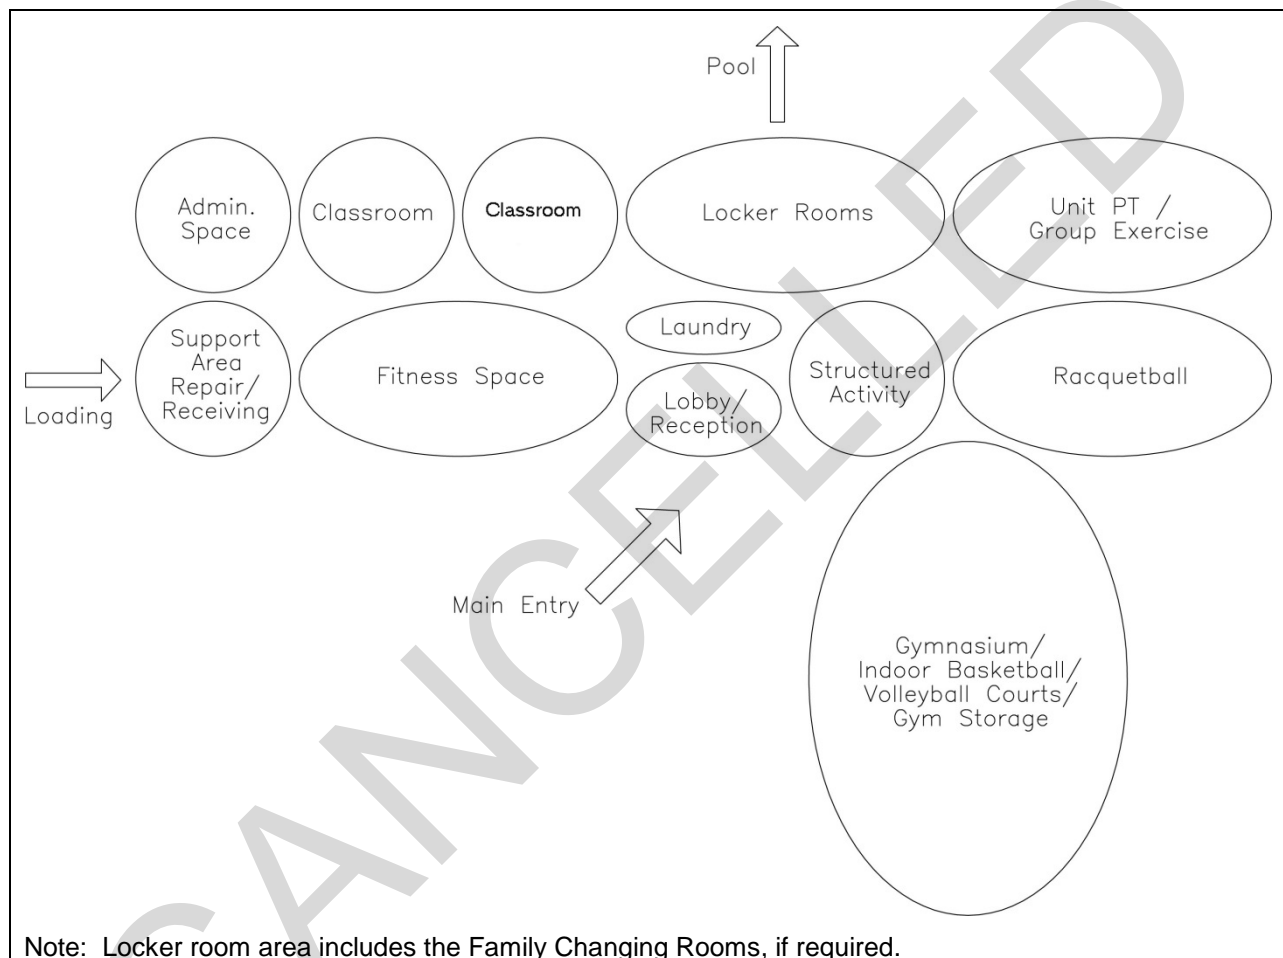 Pool
Admin.
Space
Classroom
Classroom
Locker Rooms
Unit PT /
Group Exercise
Loading
Support
Area
Repair/
Receiving
Fitness Space
Laundry
Lobby/
Reception
Structured
Activity
Racquetball
Main Entry
Gymnasium/
Indoor Basketball/
Volleyball Courts/
Gym Storage
Note: Locker room area includes the Family Changing Rooms, if required.
CANCELLED